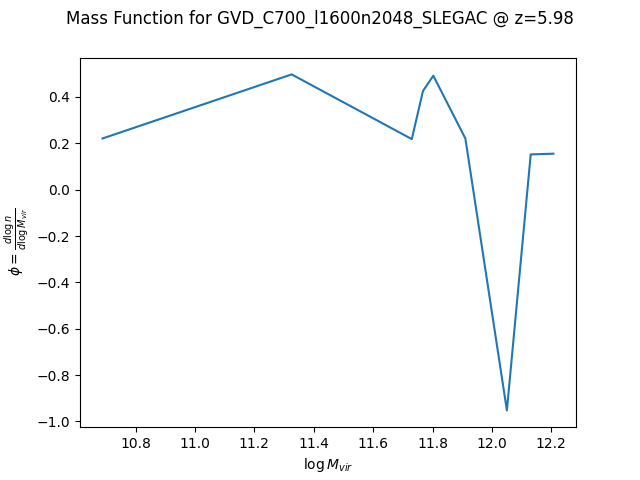 Mass Function for GVD_C700_l1600n2048_SLEGAC @ z=5.98
0.4
0.2
0.0
−0.2
−0.4
−0.6
−0.8
−1.0
ϕ = d log n / d log M_vir
10.8 11.0 11.2 11.4 11.6 11.8 12.0 12.2
log M_vir